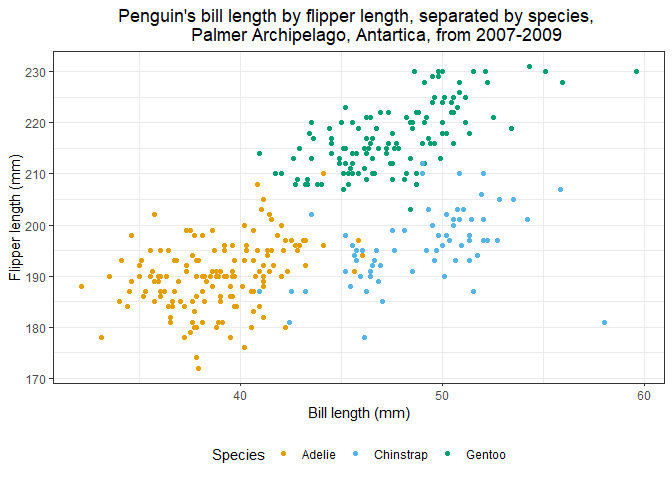 Penguin's bill length by flipper length, separated by species,
Palmer Archipelago, Antartica, from 2007-2009
Flipper length (mm)
230
220
210
200
190
180
170
40
50
60
Bill length (mm)
Species Adelie Chinstrap Gentoo